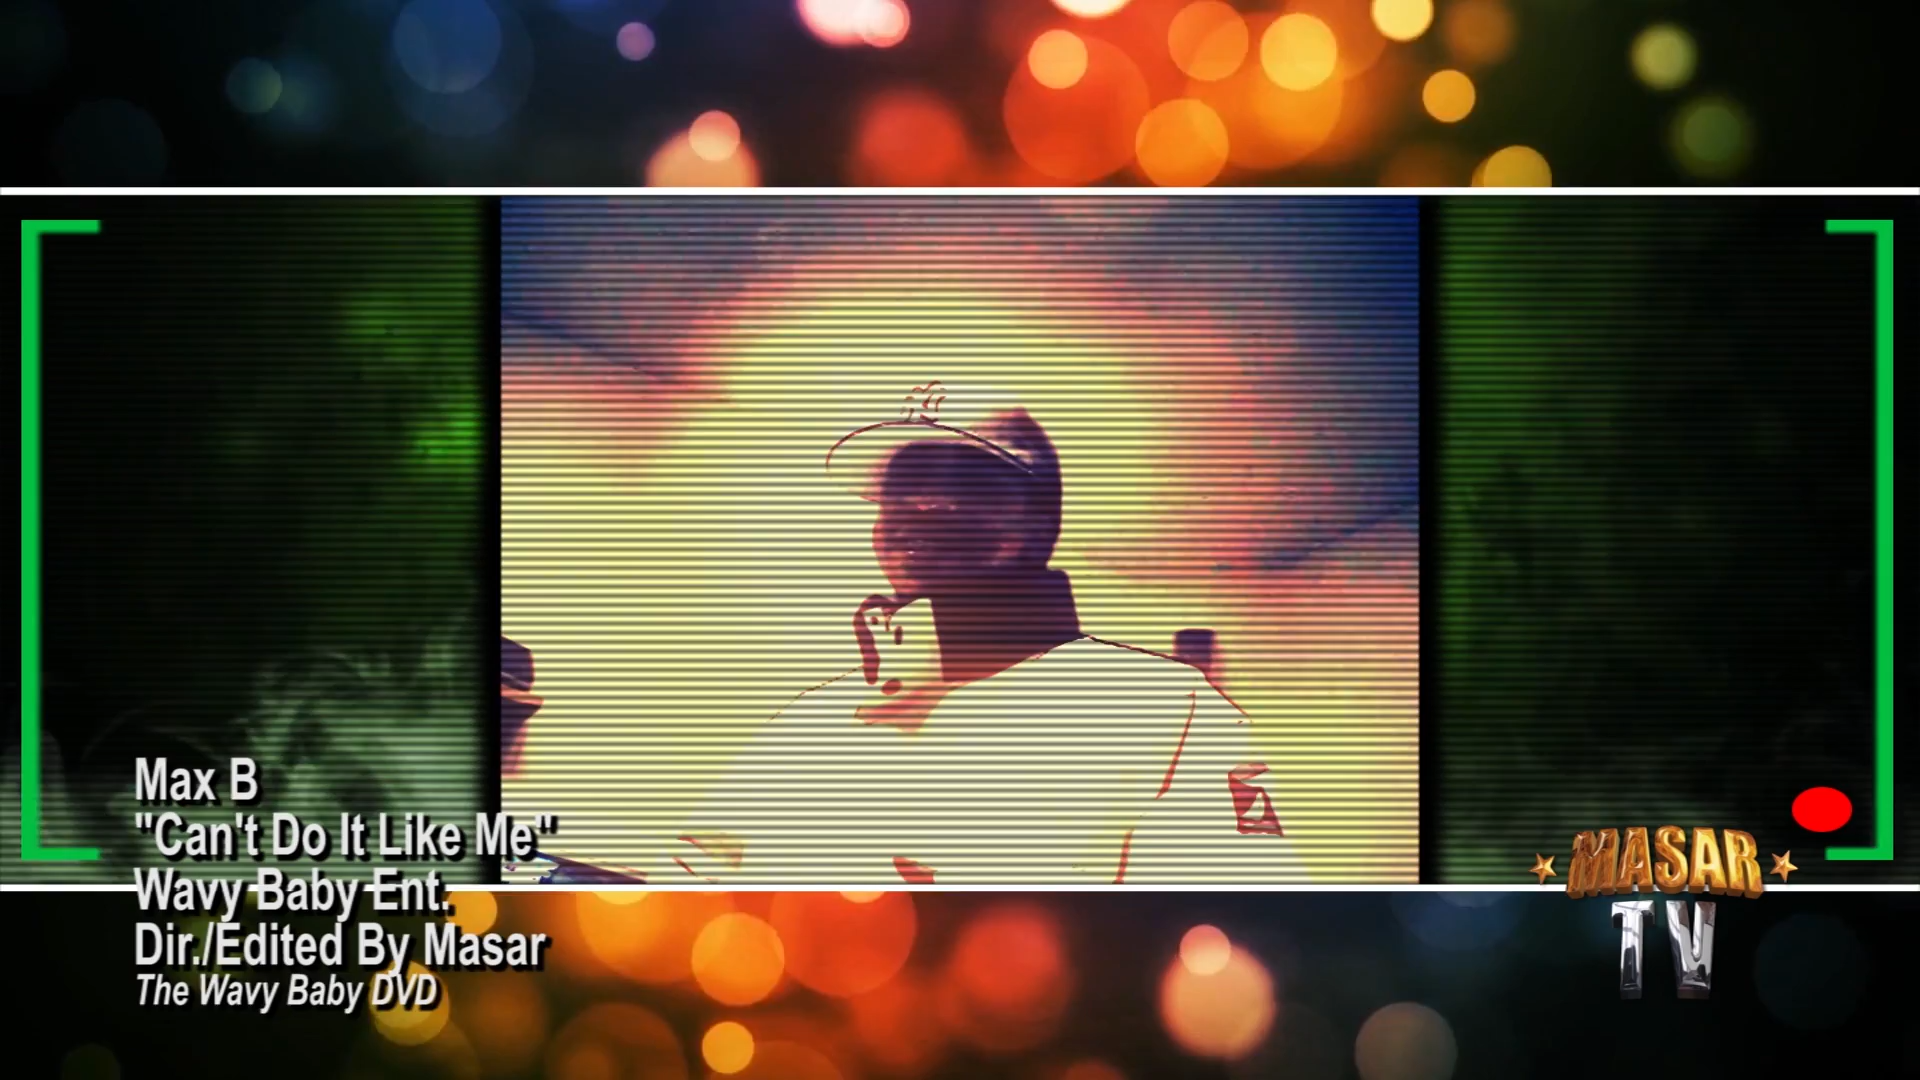 Max B
"Can't Do It Like Me"
Wavy Baby Ent.
Dir./Edited By Masar
The Wavy Baby DVD
MASAR
TV